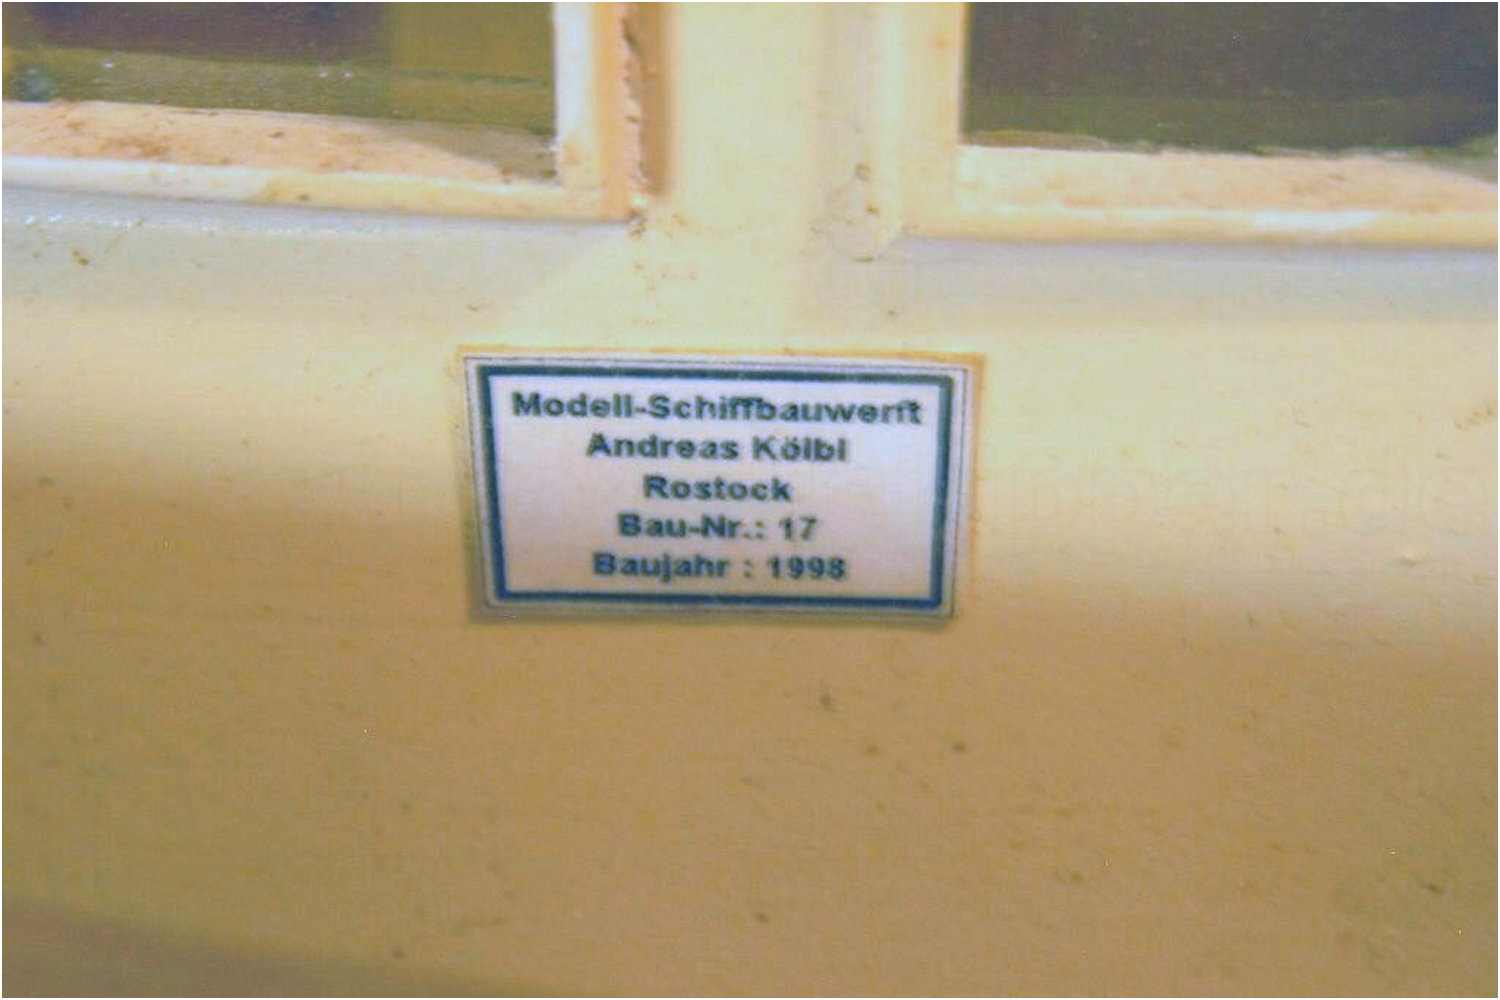 Modell-Schiffbauwerft
Andreas Kölbl
Rostock
Bau-Nr.: 17
Baujahr : 1998